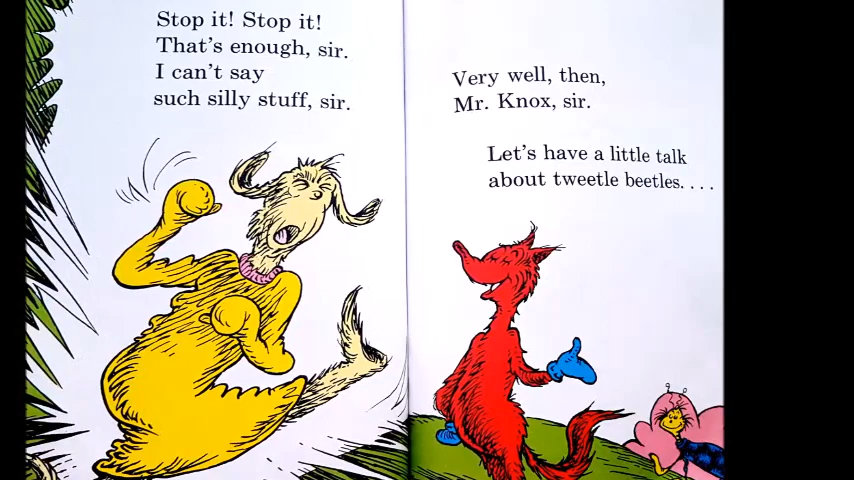 Stop it! Stop it!
That's enough, sir.
I can't say
such silly stuff, sir.
Very well, then,
Mr. Knox, sir.
Let's have a little talk
about tweetle beetles. . . .